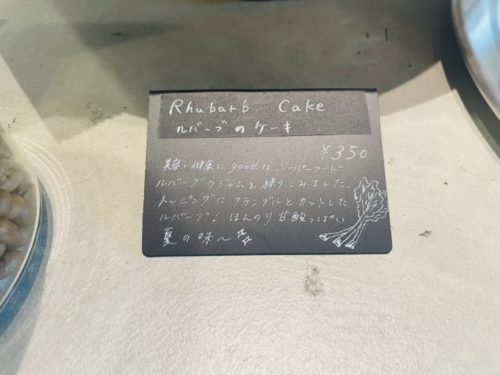 Rhubarb Cake
ルバーブのケーキ
¥350
美容・健康に goodな スーパーフード
ルバーブのジャムを練りこみました。
トッピングに クランブルと カットした
ルバーブ! ほんのり甘酸っぱい
夏の味〜